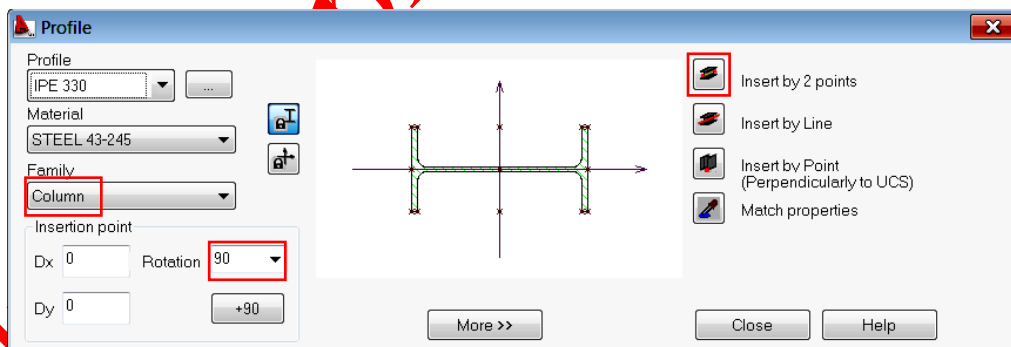 Profile
Profile
IPE 330
...
Material
STEEL 43-245
Family
Column
Insertion point
Dx 0
Rotation 90
Dy 0
+90
More >>
Insert by 2 points
Insert by Line
Insert by Point
(Perpendicularly to UCS)
Match properties
Close
Help